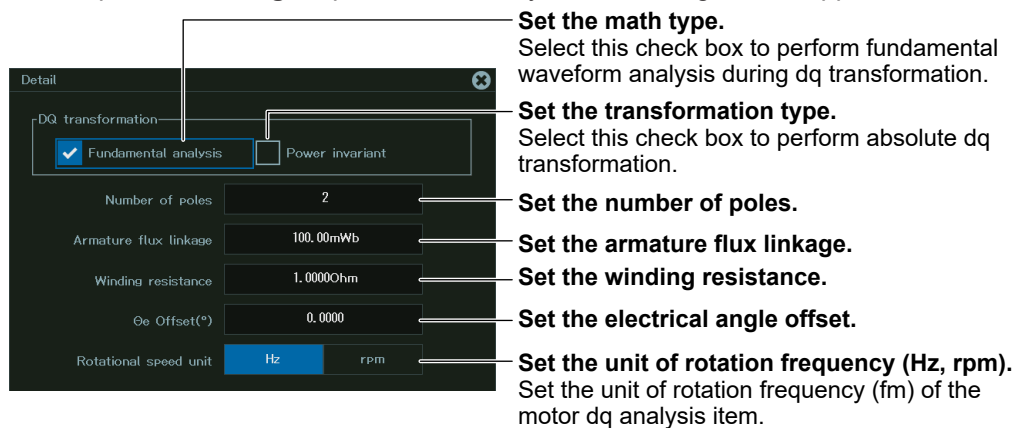 Set the math type.
Select this check box to perform fundamental
waveform analysis during dq transformation.
Detail
DQ transformation
Fundamental analysis
Power invariant
Set the transformation type.
Select this check box to perform absolute dq
transformation.
Number of poles
2
Set the number of poles.
Armature flux linkage
100.00mWb
Set the armature flux linkage.
Winding resistance
1.0000Ohm
Set the winding resistance.
Θe Offset(°)
0.0000
Set the electrical angle offset.
Rotational speed unit
Hz
rpm
Set the unit of rotation frequency (Hz, rpm).
Set the unit of rotation frequency (fm) of the
motor dq analysis item.